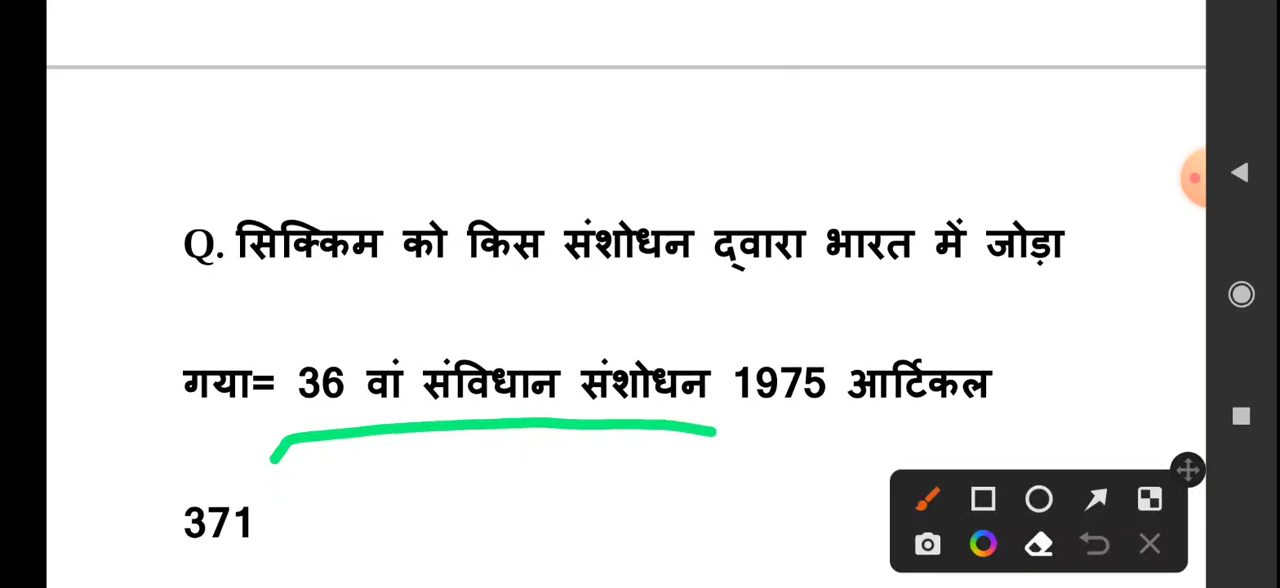 Q. सिक्किम को किस संशोधन द्वारा भारत में जोड़ा
गया= 36 वां संविधान संशोधन 1975 आर्टिकल
371